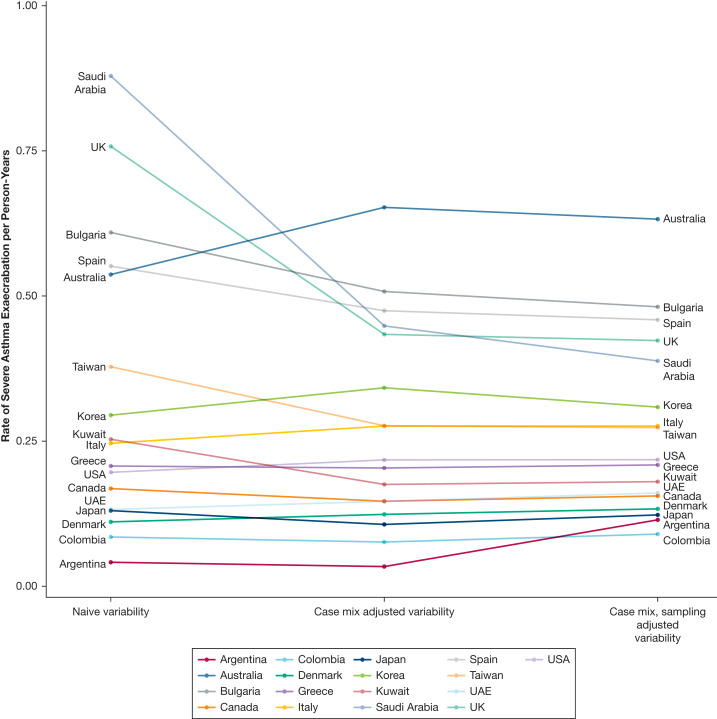 1.00
0.75
0.50
0.25
0.00
Rate of Severe Asthma Exaecrabation per Person-Years
Saudi
Arabia
UK
Bulgaria
Spain
Australia
Taiwan
Korea
Kuwait
Italy
Greece
USA
Canada
UAE
Japan
Denmark
Colombia
Argentina
Australia
Bulgaria
Spain
UK
Saudi
Arabia
Korea
Italy
Taiwan
USA
Greece
Kuwait
UAE
Canada
Denmark
Japan
Argentina
Colombia
Naive variability
Case mix adjusted variability
Case mix, sampling
adjusted
variability
Argentina Colombia Japan Spain USA
Australia Denmark Korea Taiwan
Bulgaria Greece Kuwait UAE
Canada Italy Saudi Arabia UK